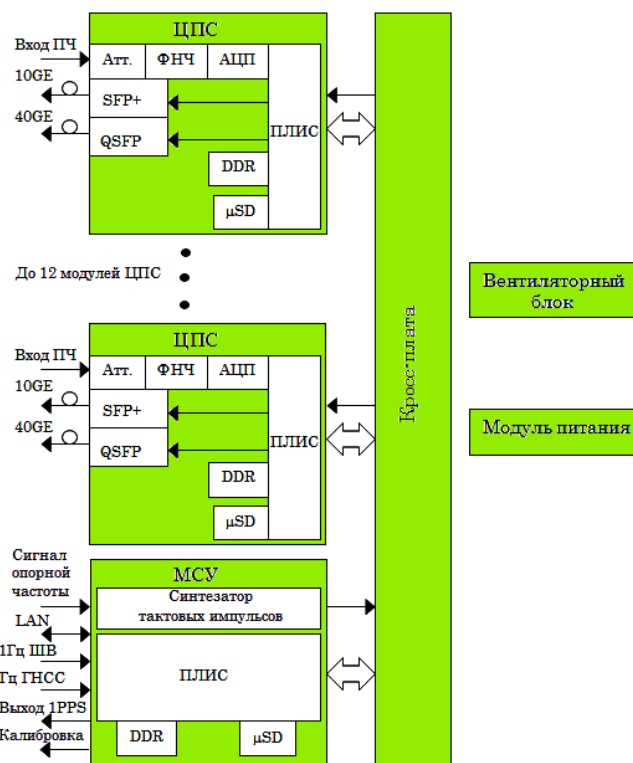 ЦПС
Вход ПЧ
Атт.
ФНЧ
АЦП
10GE
SFP+
40GE
QSFP
ПЛИС
DDR
μSD
До 12 модулей ЦПС
ЦПС
Вход ПЧ
Атт.
ФНЧ
АЦП
10GE
SFP+
40GE
QSFP
ПЛИС
DDR
μSD
Сигнал
опорной
частоты
МСУ
Синтезатор
тактовых импульсов
LAN
1Гц ШВ
Гц ГНСС
ПЛИС
Выход 1PPS
Калибровка
DDR
μSD
Кросс-плата
Вентиляторный
блок
Модуль питания